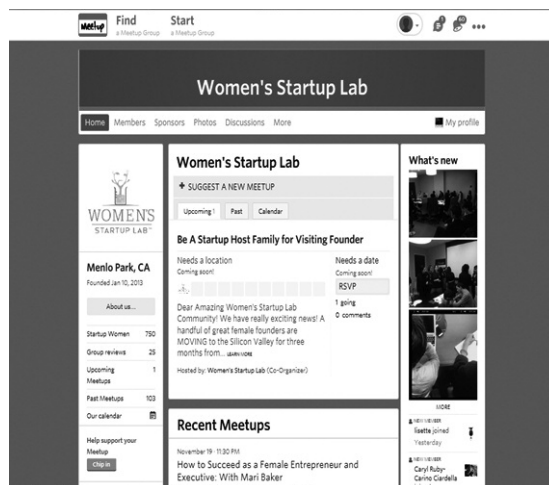 Meetup
Find
a Meetup Group
Start
a Meetup Group
Women's Startup Lab
Home Members Sponsors Photos Discussions More
My profile
WOMEN'S
STARTUP LAB
Menlo Park, CA
Founded Jan 10, 2013
About us...
Startup Women 750
Group reviews 25
Upcoming 1
Meetups
Past Meetups 103
Our calendar
Help support your
Meetup
Chip in
Women's Startup Lab
+ SUGGEST A NEW MEETUP
Upcoming 1 Past Calendar
Be A Startup Host Family for Visiting Founder
Needs a location
Coming soon!
Dear Amazing Women's Startup Lab
Community! We have really exciting news! A
handful of great female founders are
MOVING to the Silicon Valley for three
months from... LEARN MORE
Hosted by: Women's Startup Lab (Co-Organizer)
Needs a date
Coming soon!
RSVP
1 going
0 comments
Recent Meetups
November 19 · 11:30 PM
How to Succeed as a Female Entrepreneur and
Executive: With Mari Baker
What's new
MORE
NEW MEMBER
lisette joined
Yesterday
NEW MEMBER
Caryl Ruby-
Carino Ciardella